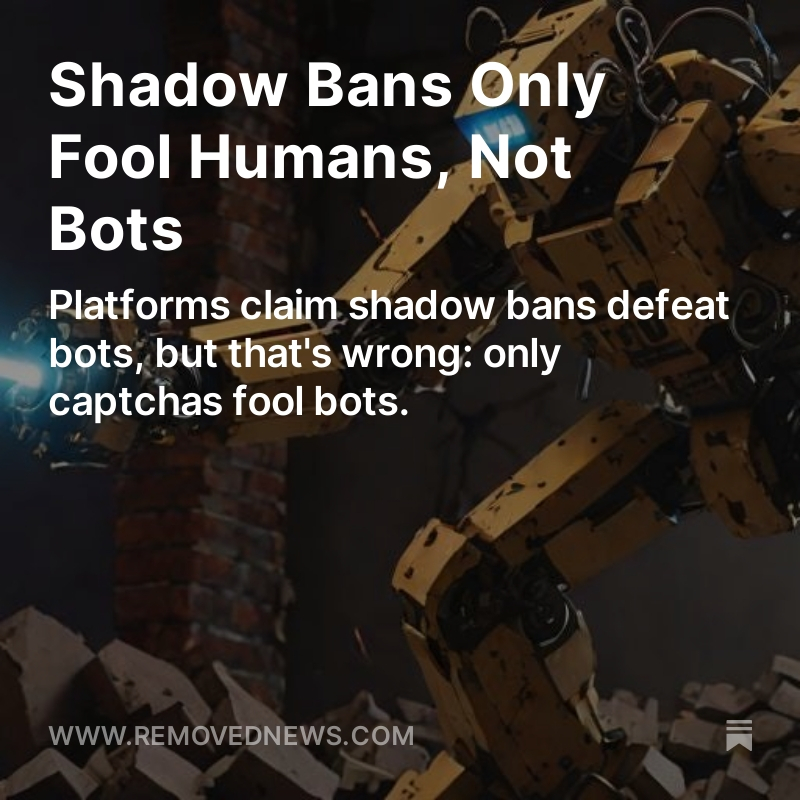 Shadow Bans Only
Fool Humans, Not
Bots
Platforms claim shadow bans defeat
bots, but that's wrong: only
captchas fool bots.
WWW.REMOVEDNEWS.COM